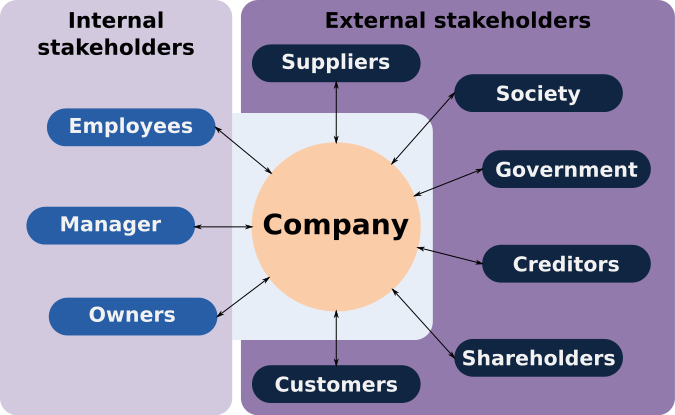 Internal
stakeholders
External stakeholders
Suppliers
Society
Employees
Government
Manager
Company
Creditors
Owners
Shareholders
Customers